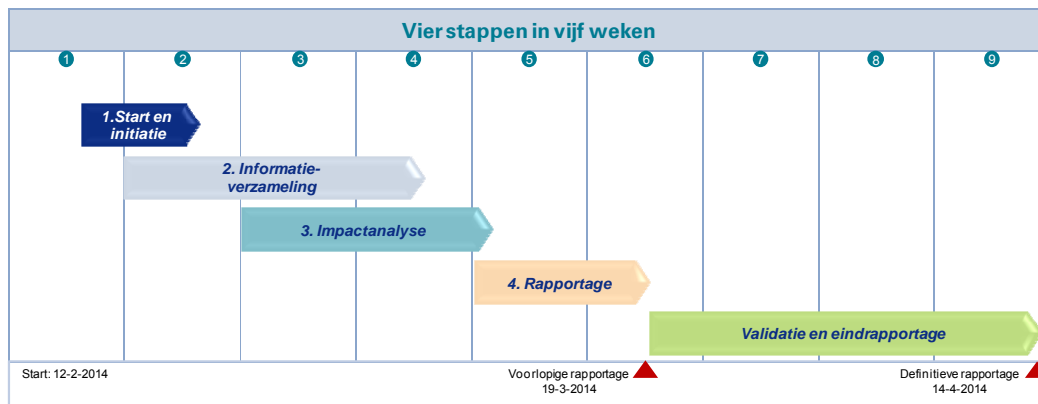 Vier stappen in vijf weken
1 2 3 4 5 6 7 8 9
1.Start en
initiatie
2. Informatie-
verzameling
3. Impactanalyse
4. Rapportage
Validatie en eindrapportage
Start: 12-2-2014
Voorlopige rapportage
19-3-2014
Definitieve rapportage
14-4-2014